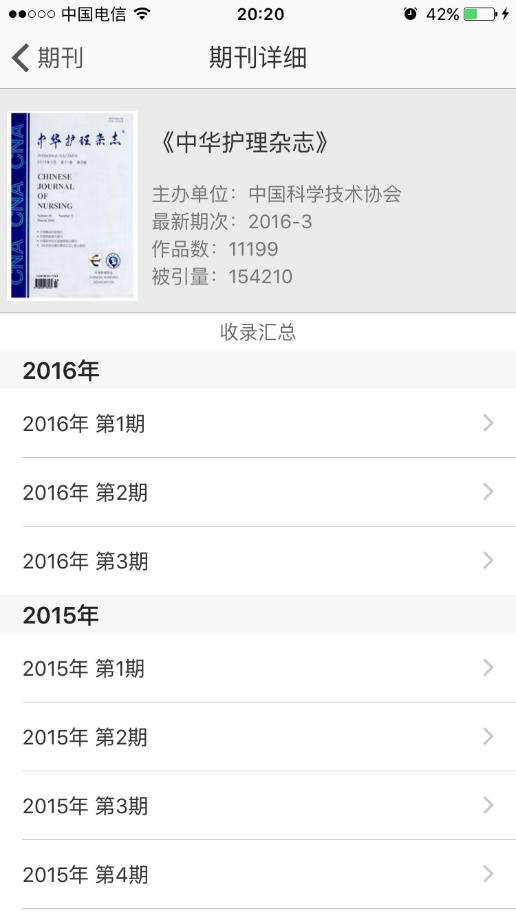 中国电信
20:20
42%
期刊
期刊详细
CNA CNA CNA
中华护理杂志
CHINESE
JOURNAL
OF
NURSING
《中华护理杂志》
主办单位：中国科学技术协会
最新期次：2016-3
作品数：11199
被引量：154210
收录汇总
2016年
2016年 第1期
2016年 第2期
2016年 第3期
2015年
2015年 第1期
2015年 第2期
2015年 第3期
2015年 第4期